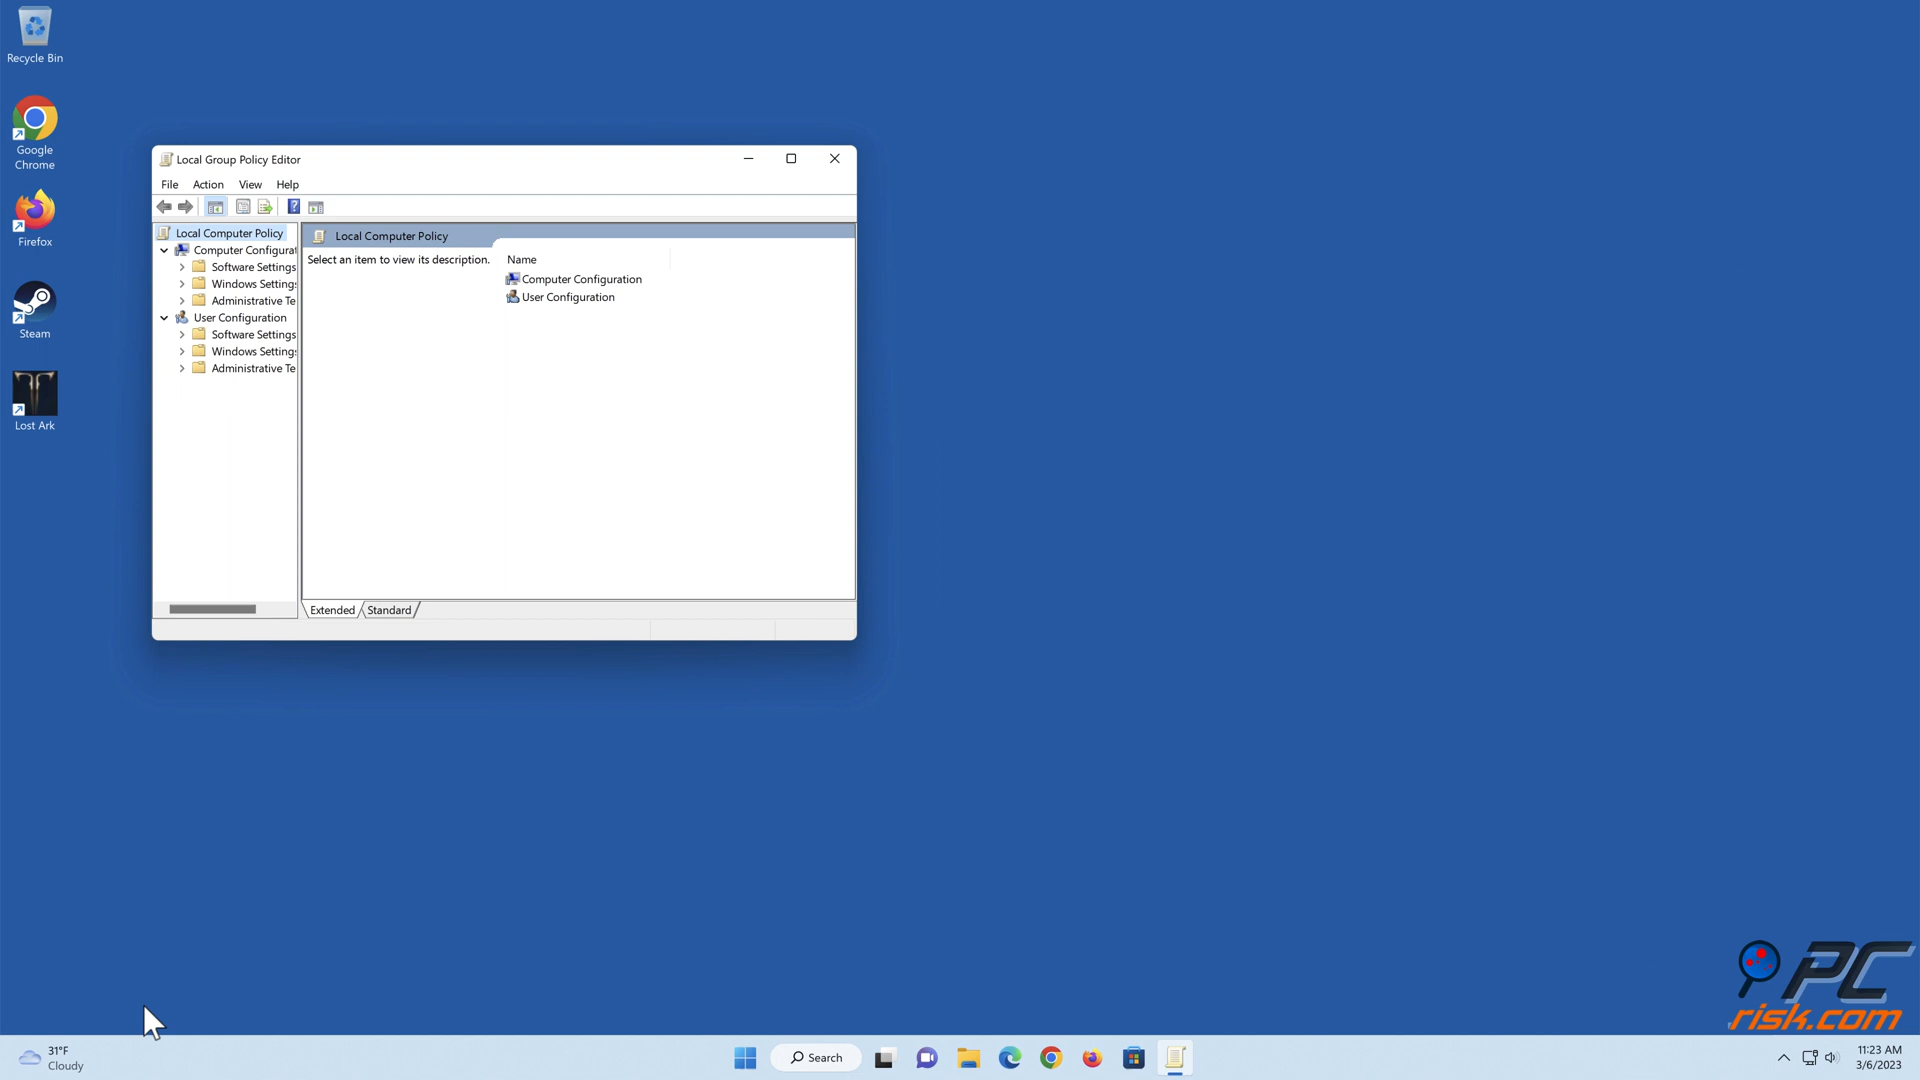 Recycle Bin
Google
Chrome
Firefox
Steam
Lost Ark
Local Group Policy Editor
File Action View Help
Local Computer Policy
Computer Configurat
Software Settings
Windows Settings
Administrative Te
User Configuration
Software Settings
Windows Settings
Administrative Te
Local Computer Policy
Select an item to view its description.
Name
Computer Configuration
User Configuration
Extended Standard
PC
risk.com
31°F
Cloudy
Search
11:23 AM
3/6/2023